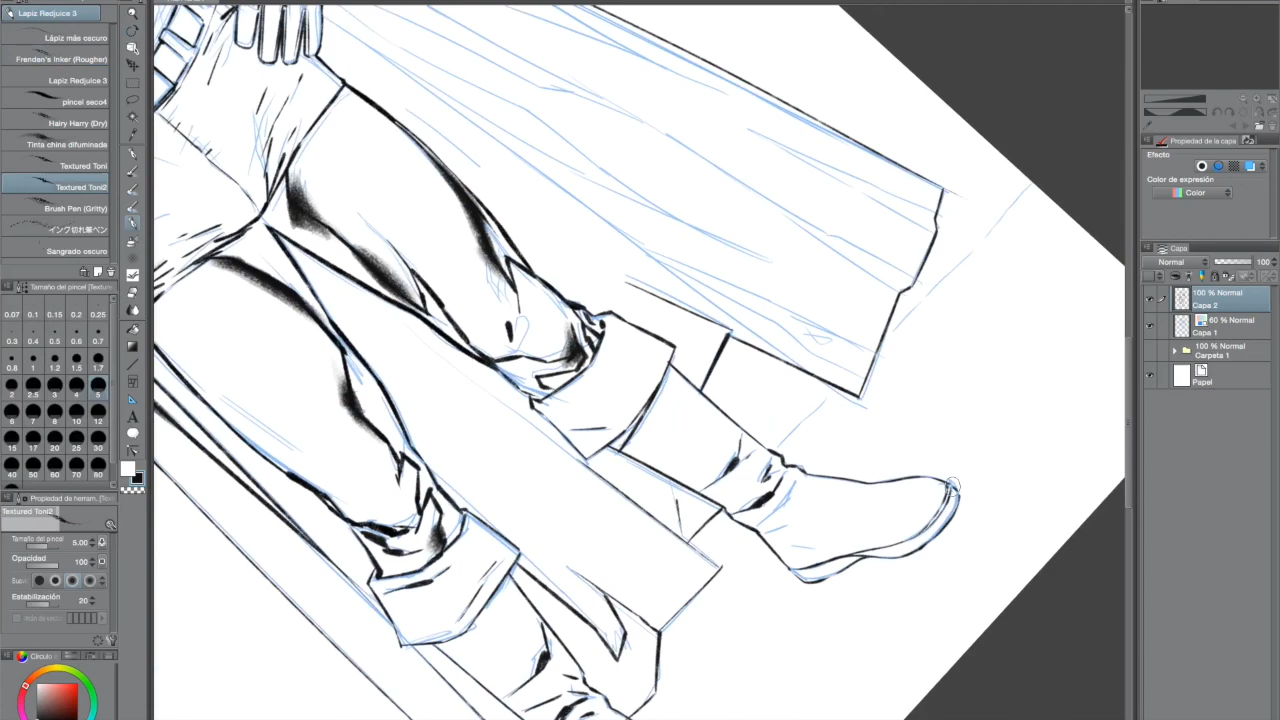 Lapiz Redjuice 3
Lápiz más oscuro
Frenden's Inker (Rougher)
Lapiz Redjuice 3
pincel seco4
Hairy Harry (Dry)
Tinta china difuminada
Textured Toni
Textured Toni2
Brush Pen (Gritty)
インク切れ筆ペン
Sangrado oscuro
Tamaño del pincel [Texture
0.07 0.1 0.15 0.2 0.25
0.3 0.4 0.5 0.6 0.7
0.8 1 1.2 1.5 1.7
2 2.5 3 4 5
6 7 8 10 12
15 17 20 25 30
40 50 60 70 80
Propiedad de herram. [Tex
Textured Toni2
Tamaño del pincel 5.00
Opacidad 100
Estabilización
20
Círculo
Propiedad de la capa
Efecto
Color de expresión
Color
Capa
Normal 100
100 % Normal
Capa 2
60 % Normal
Capa 1
100 % Normal
Carpeta 1
Papel